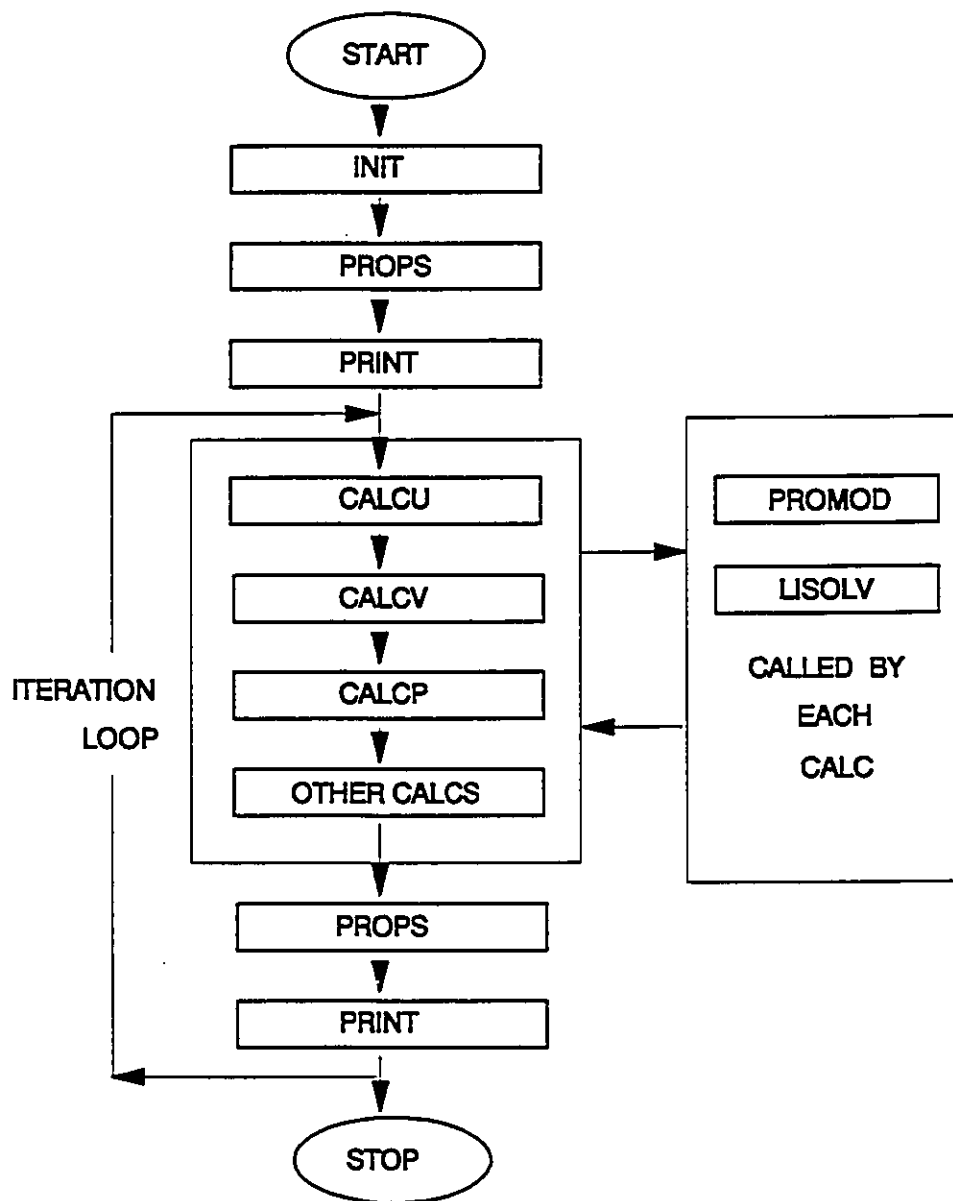 START
INIT
PROPS
PRINT
CALCU
CALCV
CALCP
OTHER CALCS
PROMOD
LISOLV
CALLED BY
EACH
CALC
ITERATION
LOOP
PROPS
PRINT
STOP